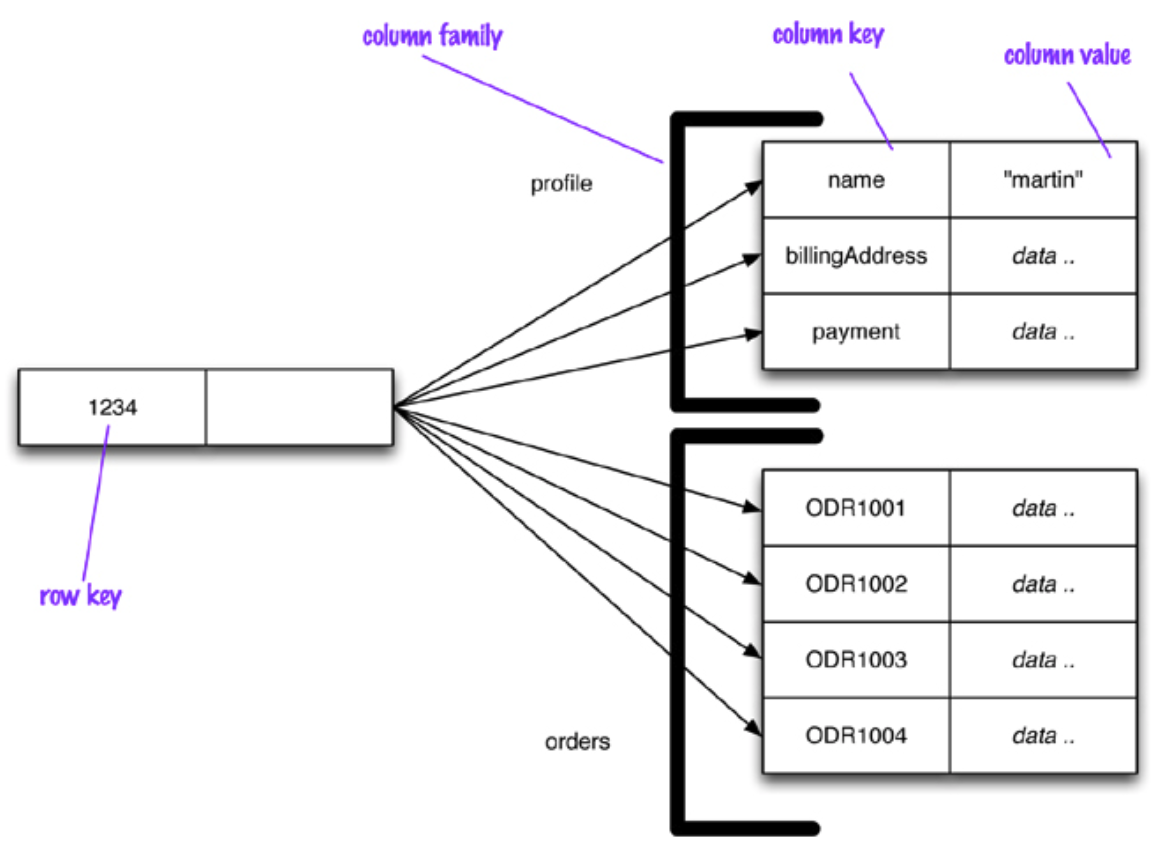 column family
column key
column value
profile
name
"martin"
billingAddress
data ..
payment
data ..
1234
row key
ODR1001
data ..
ODR1002
data ..
ODR1003
data ..
orders
ODR1004
data ..